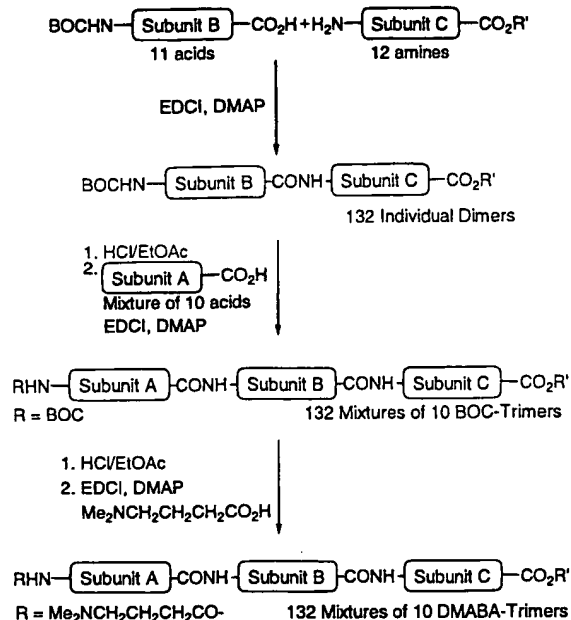 BOCHN—Subunit B—CO₂H + H₂N—Subunit C—CO₂R'
11 acids 12 amines
EDCI, DMAP
BOCHN—Subunit B—CONH—Subunit C—CO₂R'
132 Individual Dimers
1. HCl/EtOAc
2. Subunit A—CO₂H
Mixture of 10 acids
EDCI, DMAP
RHN—Subunit A—CONH—Subunit B—CONH—Subunit C—CO₂R'
R = BOC 132 Mixtures of 10 BOC-Trimers
1. HCl/EtOAc
2. EDCI, DMAP
Me₂NCH₂CH₂CH₂CO₂H
RHN—Subunit A—CONH—Subunit B—CONH—Subunit C—CO₂R'
R = Me₂NCH₂CH₂CH₂CO- 132 Mixtures of 10 DMABA-Trimers